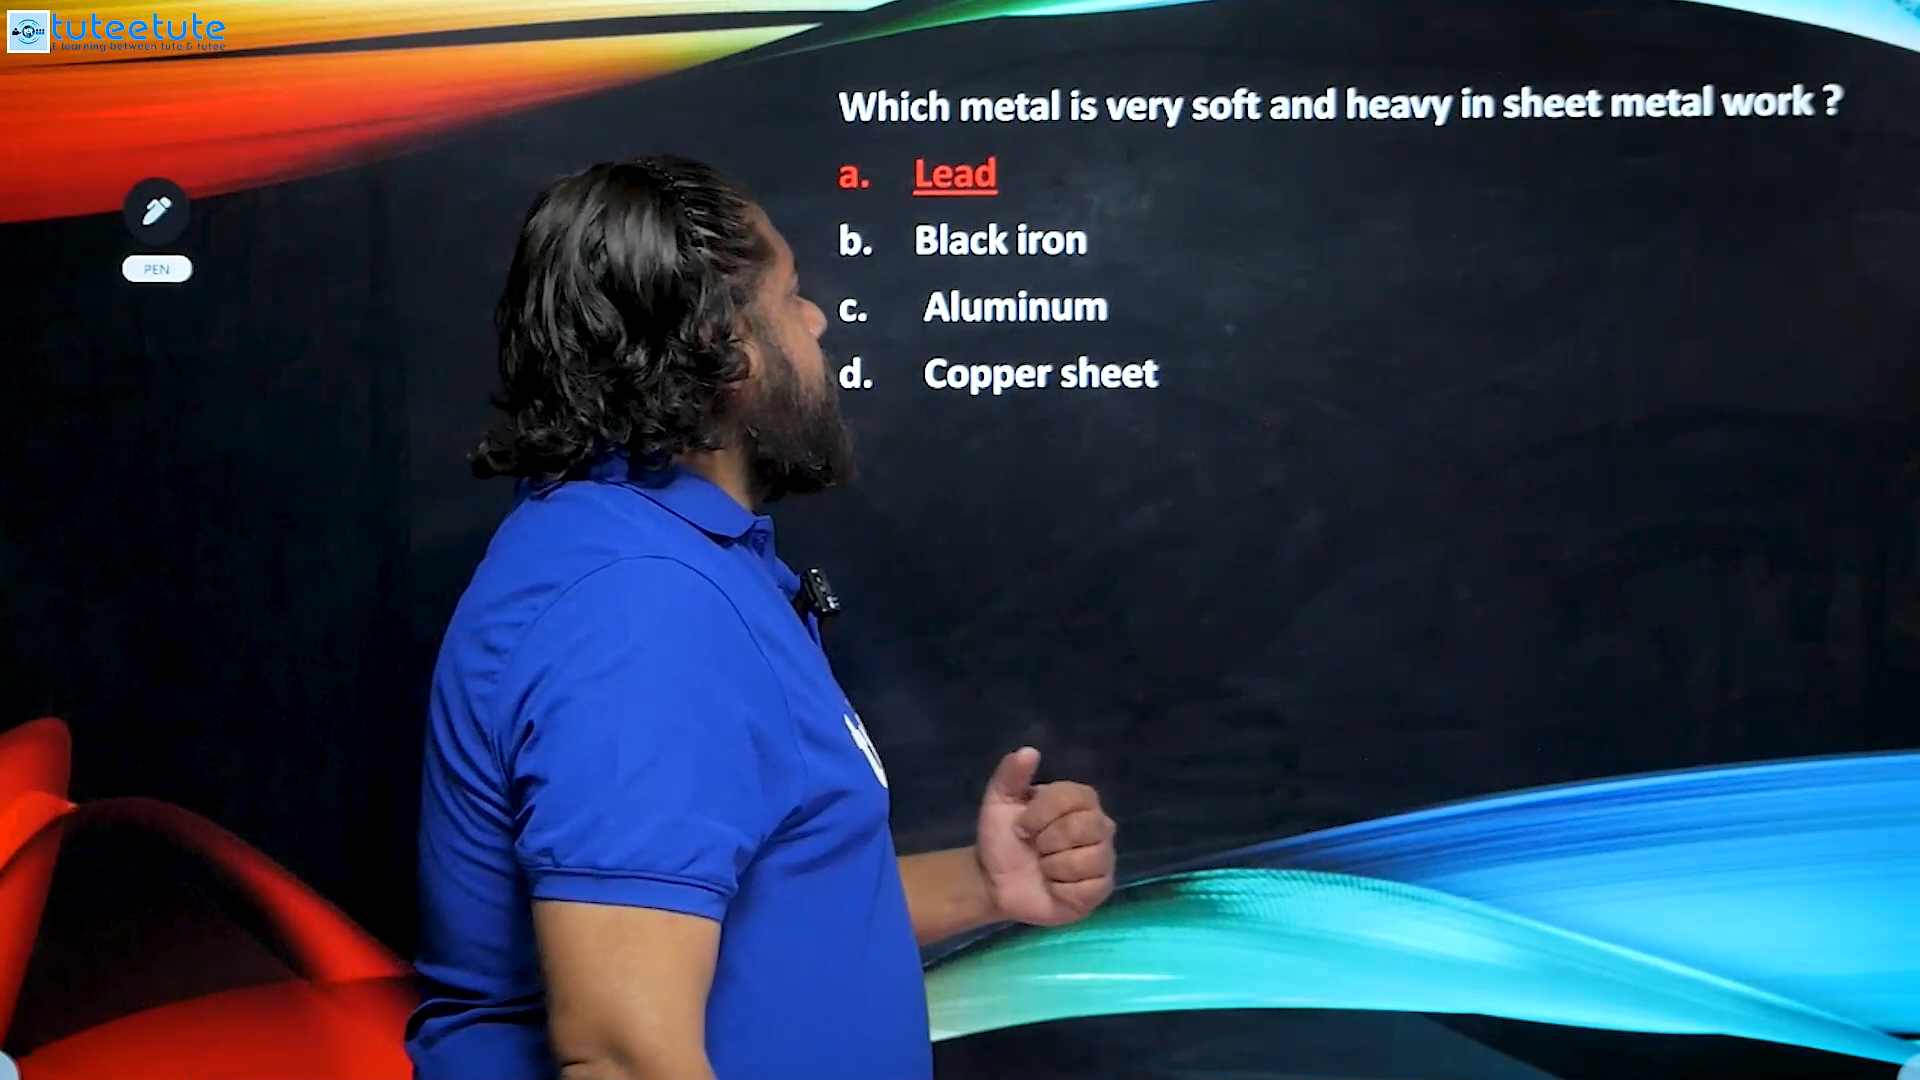 tuteetute
E learning between tute & tutee
Which metal is very soft and heavy in sheet metal work ?
a. Lead
b. Black iron
c. Aluminum
d. Copper sheet
PEN